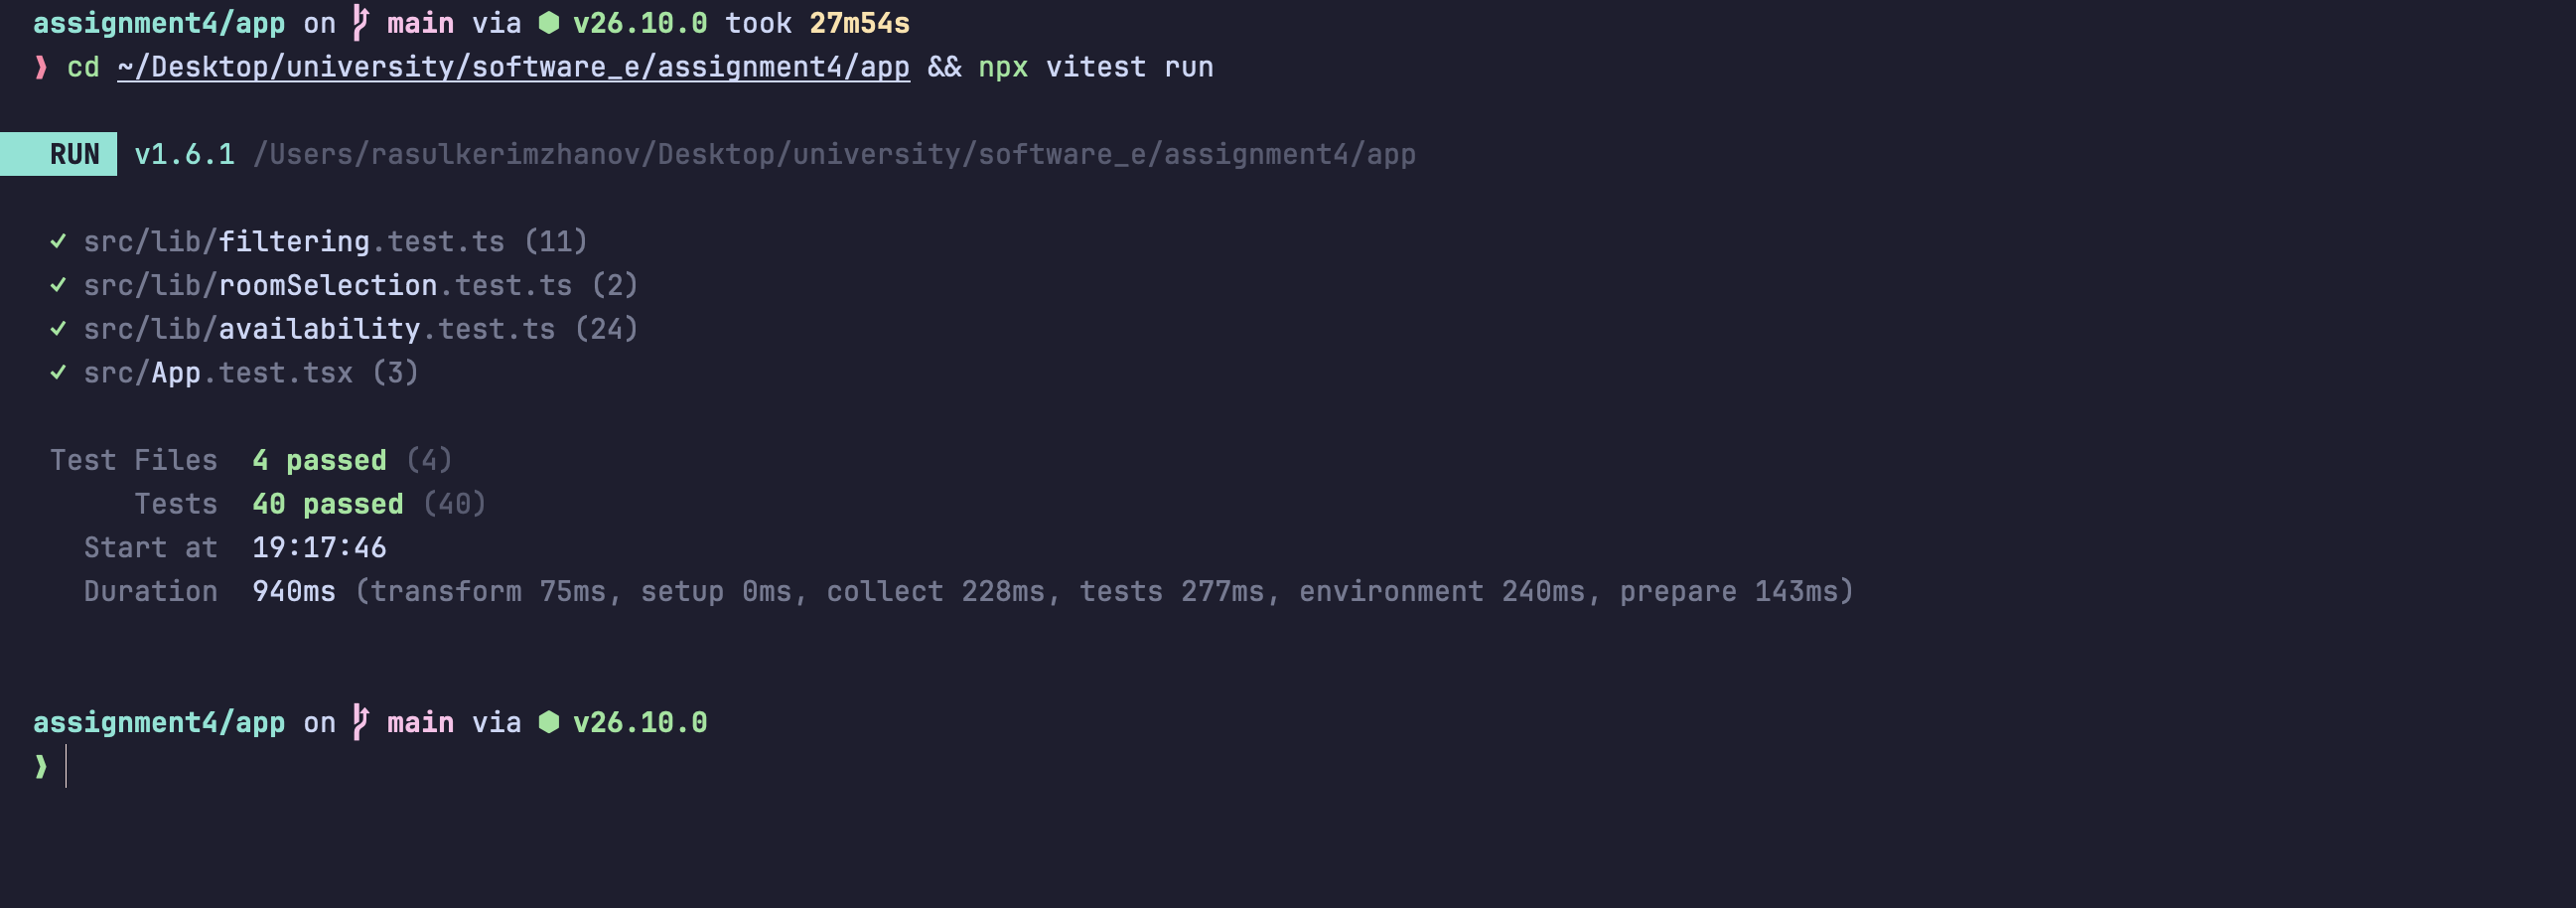 assignment4/app on main via v26.10.0 took 27m54s
❱ cd ~/Desktop/university/software_e/assignment4/app && npx vitest run
RUN v1.6.1 /Users/rasulkerimzhanov/Desktop/university/software_e/assignment4/app
✓ src/lib/filtering.test.ts (11)
✓ src/lib/roomSelection.test.ts (2)
✓ src/lib/availability.test.ts (24)
✓ src/App.test.tsx (3)
Test Files 4 passed (4)
Tests 40 passed (40)
Start at 19:17:46
Duration 940ms (transform 75ms, setup 0ms, collect 228ms, tests 277ms, environment 240ms, prepare 143ms)
assignment4/app on main via v26.10.0
❱